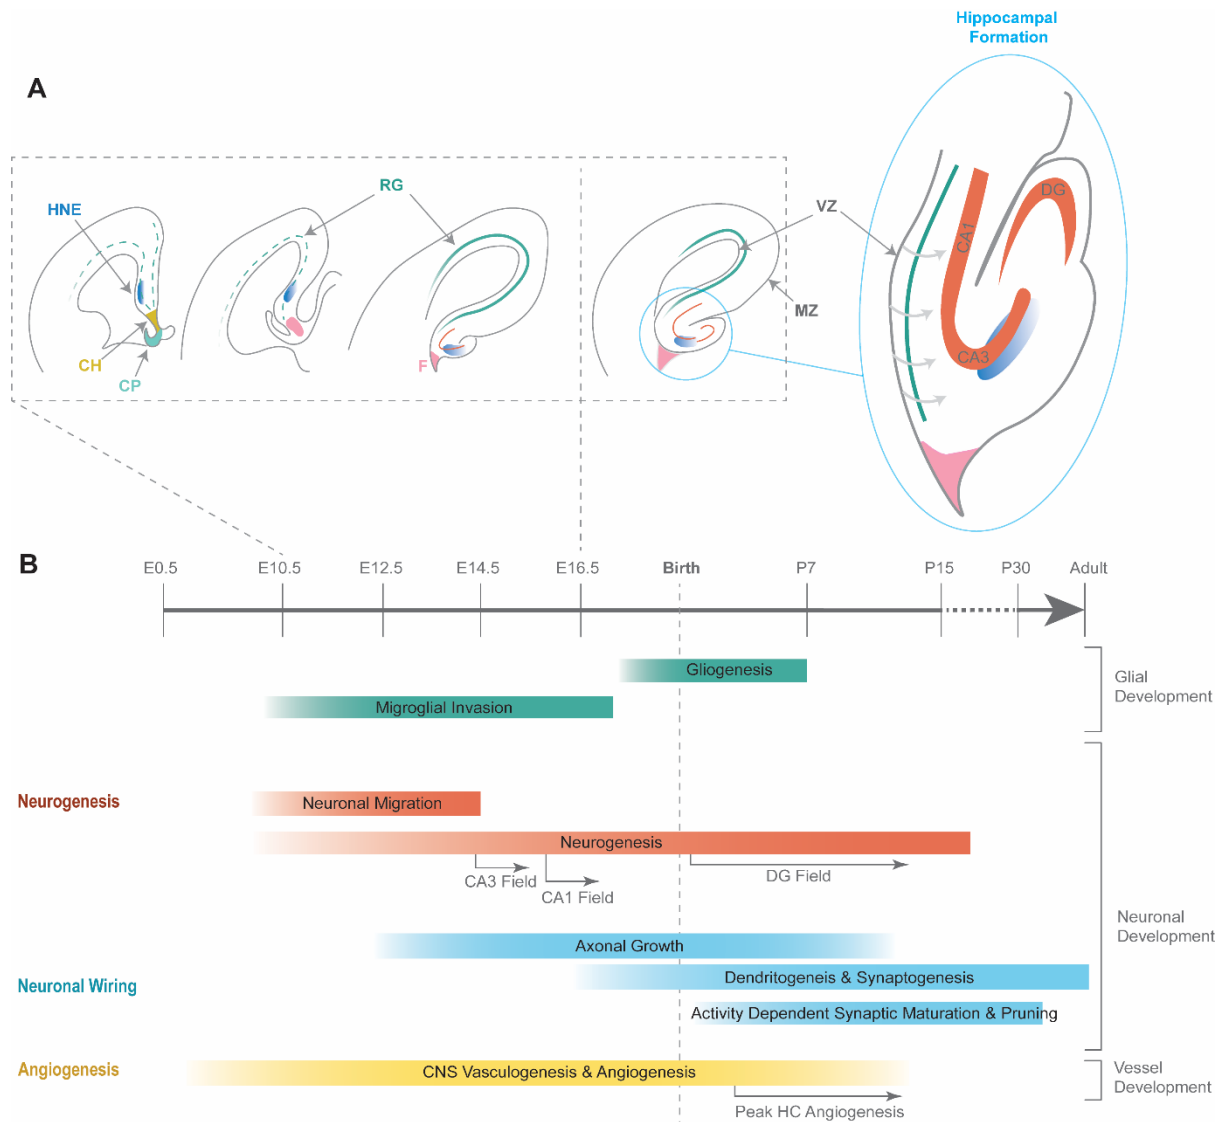 Hippocampal
Formation
A
RG
HNE
VZ
DG
CA1
MZ
CH
CP
F
CA3
B
E0.5
E10.5
E12.5
E14.5
E16.5
Birth
P7
P15
P30
Adult
Gliogenesis
Glial
Development
Migroglial Invasion
Neurogenesis
Neuronal Migration
Neurogenesis
CA3 Field
CA1 Field
DG Field
Neuronal
Development
Axonal Growth
Neuronal Wiring
Dendritogeneis & Synaptogenesis
Activity Dependent Synaptic Maturation & Pruning
Angiogenesis
CNS Vasculogenesis & Angiogenesis
Vessel
Development
Peak HC Angiogenesis